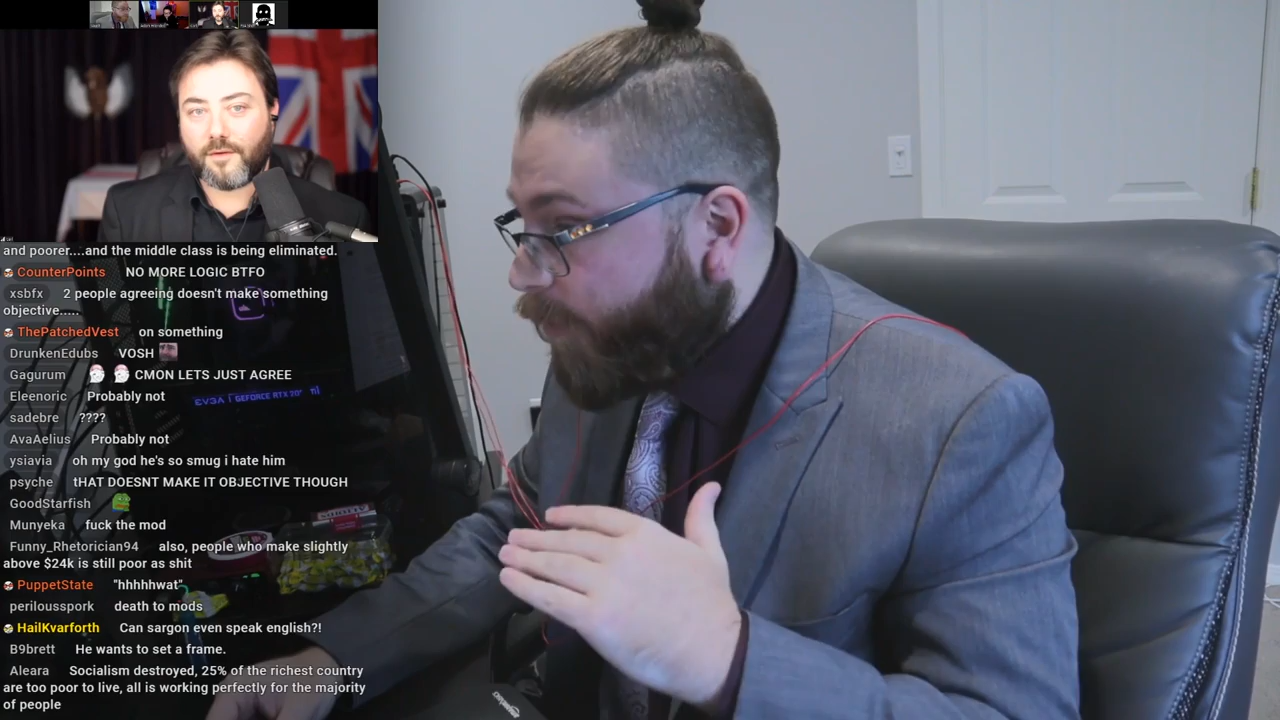 and poorer....and the middle class is being eliminated.
CounterPoints NO MORE LOGIC BTFO
xsbfx 2 people agreeing doesn't make something
objective.....
ThePatchedVest on something
DrunkenEdubs VOSH
Gagurum CMON LETS JUST AGREE
Eleenoric Probably not
EVGA | GEFORCE RTX 20
sadebre ????
AvaAelius Probably not
ysiavia oh my god he's so smug i hate him
psyche tHAT DOESNT MAKE IT OBJECTIVE THOUGH
GoodStarfish
Munyeka fuck the mod
Funny_Rhetorician94 also, people who make slightly
above $24k is still poor as shit
PuppetState "hhhhhwat"
perilousspork death to mods
HailKvarforth Can sargon even speak english?!
B9brett He wants to set a frame.
Aleara Socialism destroyed, 25% of the richest country
are too poor to live, all is working perfectly for the majority
of people